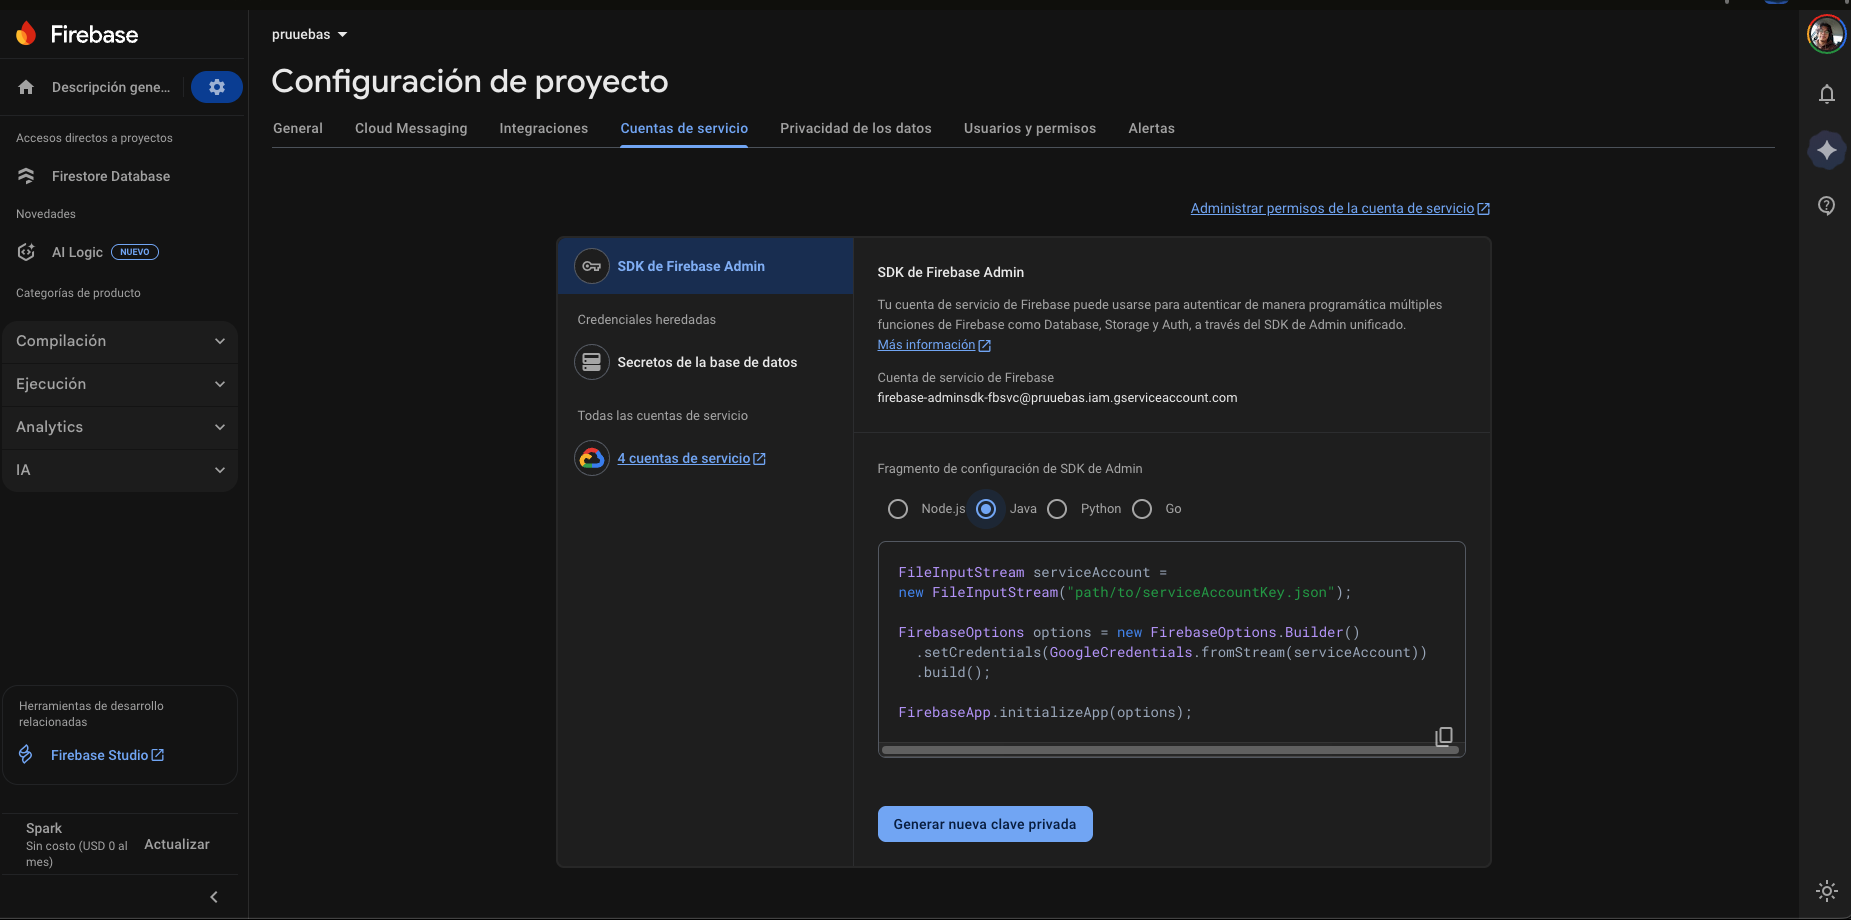 Firebase
Descripción gene...
Accesos directos a proyectos
Firestore Database
Novedades
AI Logic NUEVO
Categorías de producto
Compilación
Ejecución
Analytics
IA
Herramientas de desarrollo
relacionadas
Firebase Studio
Spark
Sin costo (USD 0 al
mes)
Actualizar
pruuebas
Configuración de proyecto
General Cloud Messaging Integraciones Cuentas de servicio Privacidad de los datos Usuarios y permisos Alertas
Administrar permisos de la cuenta de servicio
SDK de Firebase Admin
Credenciales heredadas
Secretos de la base de datos
Todas las cuentas de servicio
4 cuentas de servicio
SDK de Firebase Admin
Tu cuenta de servicio de Firebase puede usarse para autenticar de manera programática múltiples
funciones de Firebase como Database, Storage y Auth, a través del SDK de Admin unificado.
Más información
Cuenta de servicio de Firebase
firebase-adminsdk-fbsvc@pruuebas.iam.gserviceaccount.com
Fragmento de configuración de SDK de Admin
Node.js Java Python Go
FileInputStream serviceAccount =
new FileInputStream("path/to/serviceAccountKey.json");
FirebaseOptions options = new FirebaseOptions.Builder()
.setCredentials(GoogleCredentials.fromStream(serviceAccount))
.build();
FirebaseApp.initializeApp(options);
Generar nueva clave privada